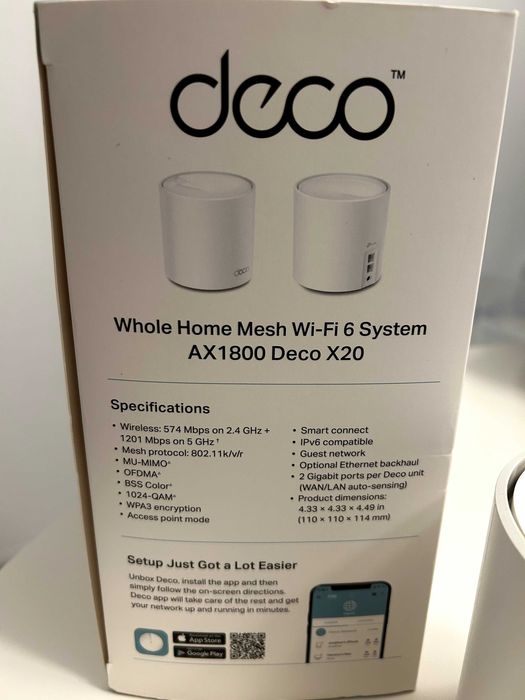 deco™
deco
Whole Home Mesh Wi-Fi 6 System
AX1800 Deco X20
Specifications
• Wireless: 574 Mbps on 2.4 GHz +
1201 Mbps on 5 GHz†
• Mesh protocol: 802.11k/v/r
• MU-MIMO^
• OFDMA^
• BSS Color^
• 1024-QAM^
• WPA3 encryption
• Access point mode
• Smart connect
• IPv6 compatible
• Guest network
• Optional Ethernet backhaul
• 2 Gigabit ports per Deco unit
(WAN/LAN auto-sensing)
• Product dimensions:
4.33 × 4.33 × 4.49 in
(110 × 110 × 114 mm)
Setup Just Got a Lot Easier
Unbox Deco, install the app and then
simply follow the on-screen directions.
Deco app will take care of the rest and get
your network up and running in minutes.
App Store
Google Play